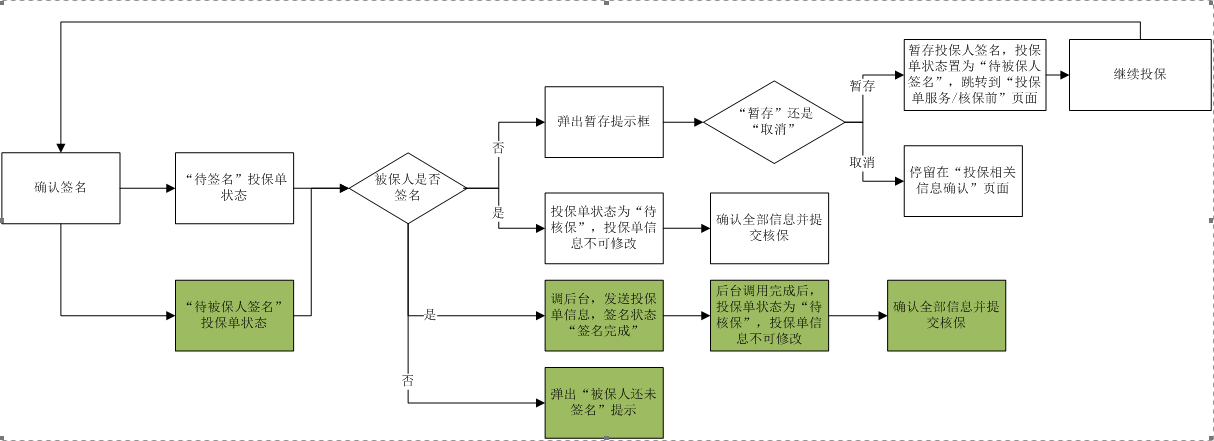 确认签名
“待签名”投保单
状态
“待被保人签名”
投保单状态
被保人是否
签名
否
弹出暂存提示框
“暂存”还是
“取消”
暂存
暂存投保人签名，投保
单状态置为“待被保人
签名”，跳转到“投保
单服务/核保前”页面
继续投保
取消
停留在“投保相关
信息确认”页面
是
投保单状态为“待
核保”，投保单信
息不可修改
确认全部信息并提
交核保
是
调后台，发送投保
单信息，签名状态
“签名完成”
后台调用完成后，
投保单状态为“待
核保”，投保单信
息不可修改
确认全部信息并提
交核保
否
弹出“被保人还未
签名”提示